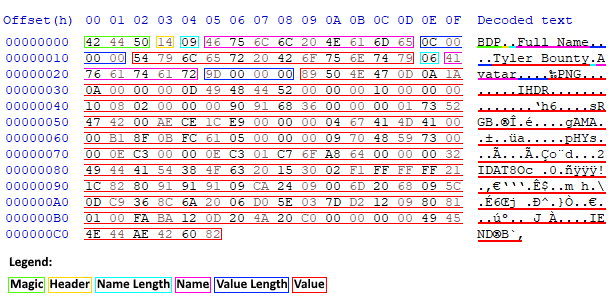 Offset(h) 00 01 02 03 04 05 06 07 08 09 0A 0B 0C 0D 0E 0F Decoded text
00000000 42 44 50 14 09 46 75 6C 6C 20 4E 61 6D 65 0C 00 BDP..Full Name..
00000010 00 00 54 79 6C 65 72 20 42 6F 75 6E 74 79 06 41 ..Tyler Bounty.A
00000020 76 61 74 61 72 9D 00 00 00 89 50 4E 47 0D 0A 1A vatar....‰PNG...
00000030 0A 00 00 00 0D 49 48 44 52 00 00 00 10 00 00 00 .....IHDR.......
00000040 10 08 02 00 00 00 90 91 68 36 00 00 00 01 73 52 .......‘h6....sR
00000050 47 42 00 AE CE 1C E9 00 00 00 04 67 41 4D 41 00 GB.®Î.é....gAMA.
00000060 00 B1 8F 0B FC 61 05 00 00 00 09 70 48 59 73 00 .±..üa.....pHYs.
00000070 00 0E C3 00 00 0E C3 01 C7 6F A8 64 00 00 00 32 ..Ã...Ã.Ço¨d...2
00000080 49 44 41 54 38 4F 63 20 15 30 02 F1 FF FF FF 21 IDAT8Oc .0.ñÿÿÿ!
00000090 1C 82 80 91 91 91 09 CA 24 09 00 6D 20 68 09 5C .‚€‘‘‘.Ê$..m h.\
000000A0 0D C9 36 8C 6A 20 06 D0 5E 03 7D D2 12 09 80 81 .É6Œj .Ð^.}Ò..€.
000000B0 01 00 FA BA 12 0D 20 4A 20 C0 00 00 00 00 49 45 ..úº.. J À....IE
000000C0 4E 44 AE 42 60 82 ND®B`‚
Legend:
Magic Header Name Length Name Value Length Value